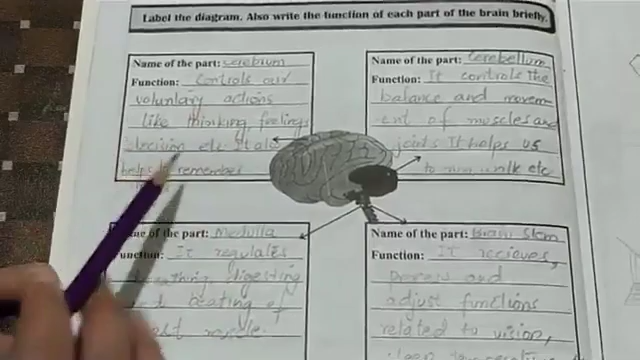 Label the diagram. Also write the function of each part of the brain briefly.
Name of the part: cerebrum
Function: Controls our
voluntary actions
like thinking, feelings
decision etc. It also
helps to remember
Name of the part: Cerebellum
Function: It controls the
balance and movem-
ent of muscles and
joints It helps us
to run walk etc
Name of the part: Medulla
Function: It regulates
breathing digesting
and beating of
muscle
Name of the part: Brain Stem
Function: It recieves,
process and
adjust functions
related to vision,